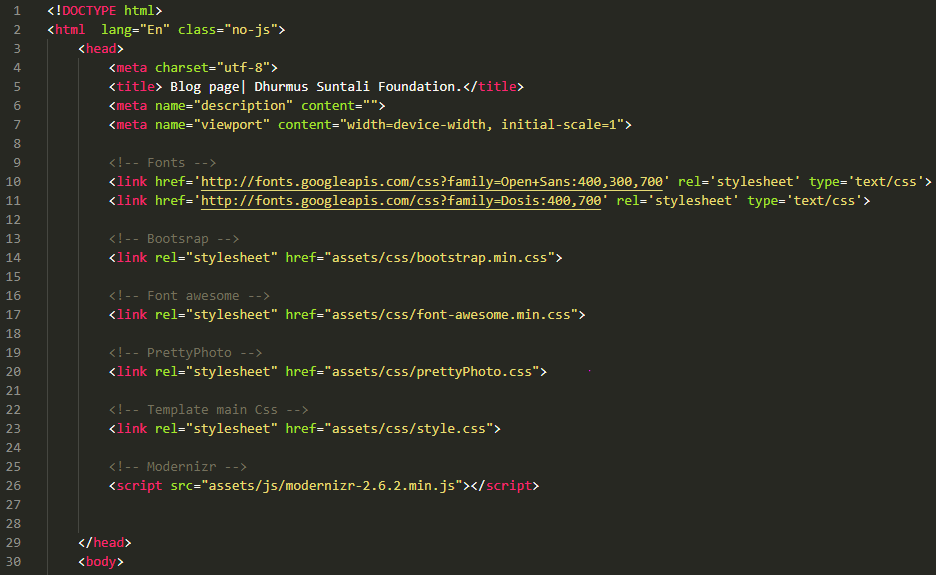 1 <!DOCTYPE html>
2 <html  lang="En" class="no-js">
3     <head>
4         <meta charset="utf-8">
5         <title> Blog page| Dhurmus Suntali Foundation.</title>
6         <meta name="description" content="">
7         <meta name="viewport" content="width=device-width, initial-scale=1">
8
9         <!-- Fonts -->
10         <link href='http://fonts.googleapis.com/css?family=Open+Sans:400,300,700' rel='stylesheet' type='text/css'>
11         <link href='http://fonts.googleapis.com/css?family=Dosis:400,700' rel='stylesheet' type='text/css'>
12
13         <!-- Bootsrap -->
14         <link rel="stylesheet" href="assets/css/bootstrap.min.css">
15
16         <!-- Font awesome -->
17         <link rel="stylesheet" href="assets/css/font-awesome.min.css">
18
19         <!-- PrettyPhoto -->
20         <link rel="stylesheet" href="assets/css/prettyPhoto.css">
21
22         <!-- Template main Css -->
23         <link rel="stylesheet" href="assets/css/style.css">
24
25         <!-- Modernizr -->
26         <script src="assets/js/modernizr-2.6.2.min.js"></script>
27
28
29     </head>
30     <body>